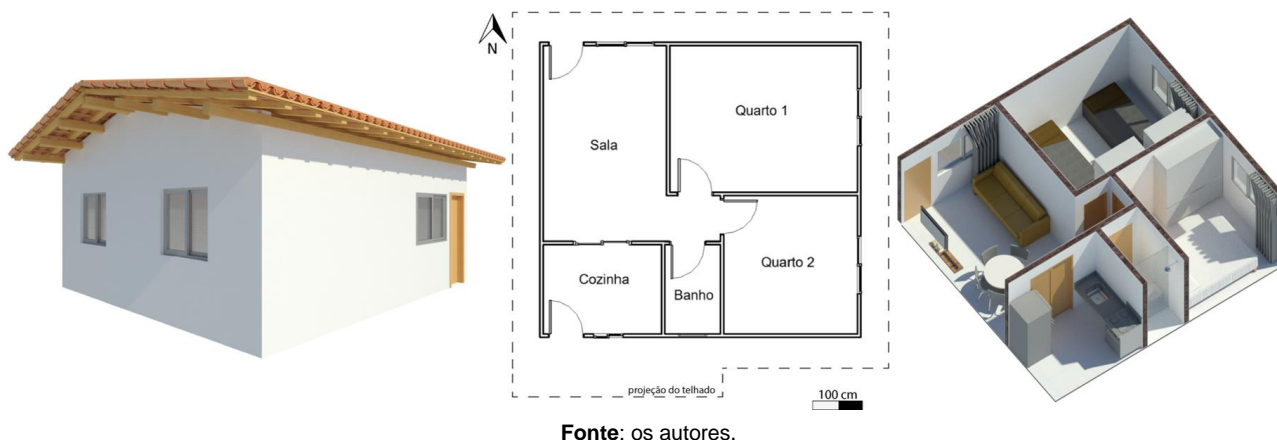 N
Quarto 1
Sala
Quarto 2
Cozinha
Banho
projeção do telhado
100 cm
Fonte: os autores.